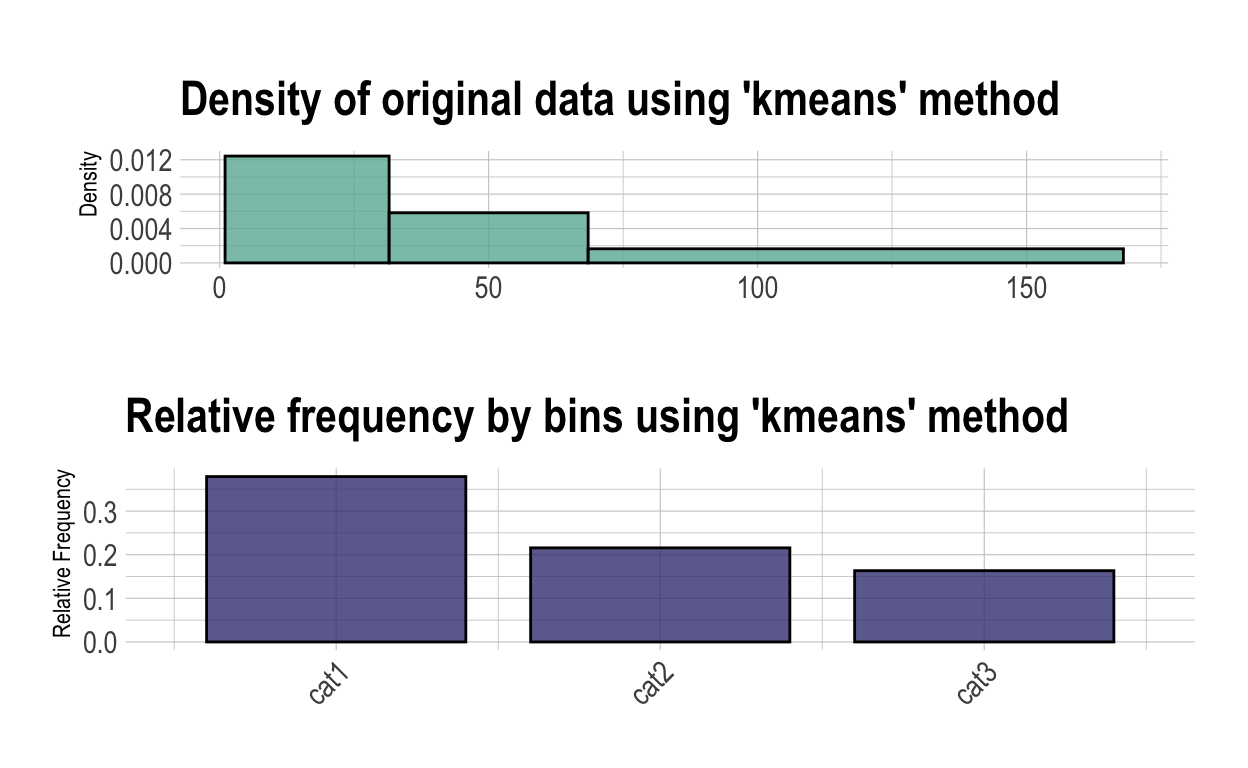 Density of original data using 'kmeans' method
Density
0.012
0.008
0.004
0.000
0
50
100
150
Relative frequency by bins using 'kmeans' method
Relative Frequency
0.3
0.2
0.1
0.0
cat1
cat2
cat3